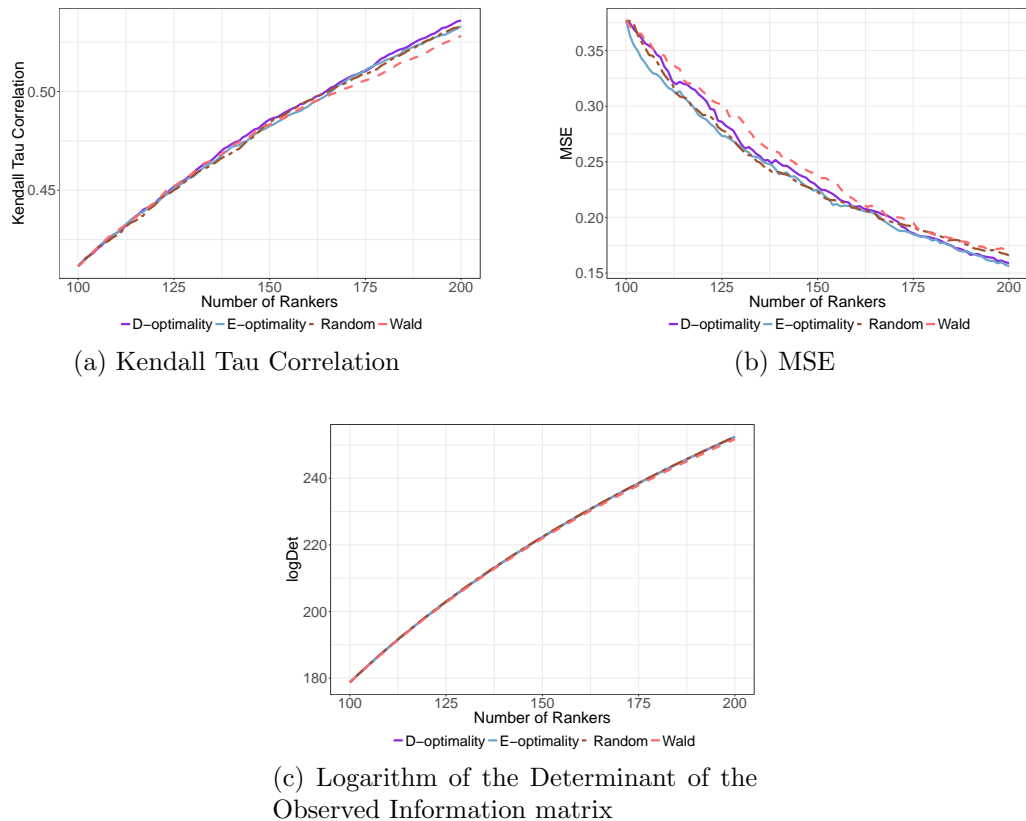 Kendall Tau Correlation
0.50
0.45
100 125 150 175 200
Number of Rankers
D-optimality E-optimality Random Wald
(a) Kendall Tau Correlation
MSE
0.35
0.30
0.25
0.20
0.15
100 125 150 175 200
Number of Rankers
D-optimality E-optimality Random Wald
(b) MSE
logDet
240
220
200
180
100 125 150 175 200
Number of Rankers
D-optimality E-optimality Random Wald
(c) Logarithm of the Determinant of the
Observed Information matrix